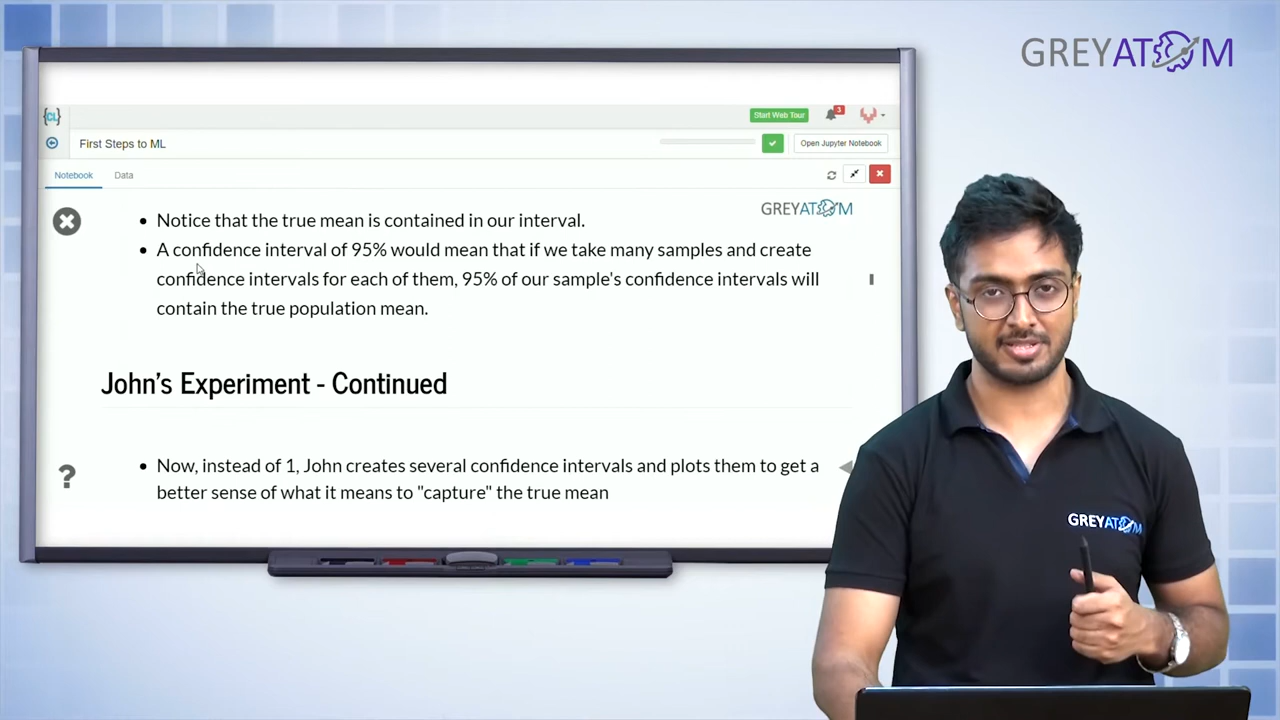 GREYATOM
{CL}
Start Web Tour
3
First Steps to ML
Open Jupyter Notebook
Notebook
Data
GREYATOM
Notice that the true mean is contained in our interval.
A confidence interval of 95% would mean that if we take many samples and create
confidence intervals for each of them, 95% of our sample's confidence intervals will
contain the true population mean.
John's Experiment - Continued
?
Now, instead of 1, John creates several confidence intervals and plots them to get a
better sense of what it means to "capture" the true mean
GREYATOM